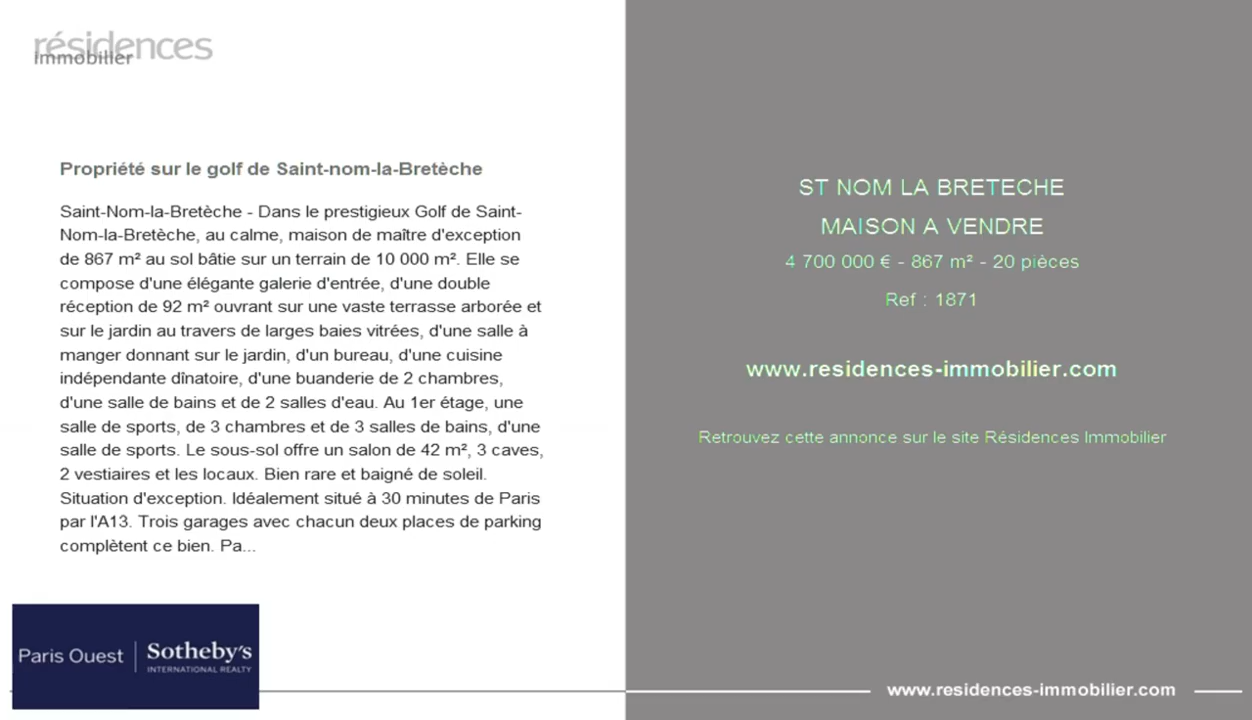 résidences
immobilier
Propriété sur le golf de Saint-nom-la-Bretèche
Saint-Nom-la-Bretèche - Dans le prestigieux Golf de Saint-
Nom-la-Bretèche, au calme, maison de maître d'exception
de 867 m² au sol bâtie sur un terrain de 10 000 m². Elle se
compose d'une élégante galerie d'entrée, d'une double
réception de 92 m² ouvrant sur une vaste terrasse arborée et
sur le jardin au travers de larges baies vitrées, d'une salle à
manger donnant sur le jardin, d'un bureau, d'une cuisine
indépendante dînatoire, d'une buanderie de 2 chambres,
d'une salle de bains et de 2 salles d'eau. Au 1er étage, une
salle de sports, de 3 chambres et de 3 salles de bains, d'une
salle de sports. Le sous-sol offre un salon de 42 m², 3 caves,
2 vestiaires et les locaux. Bien rare et baigné de soleil.
Situation d'exception. Idéalement situé à 30 minutes de Paris
par l'A13. Trois garages avec chacun deux places de parking
complètent ce bien. Pa...
Paris Ouest
Sotheby's
INTERNATIONAL REALTY
ST NOM LA BRETECHE
MAISON A VENDRE
4 700 000 € - 867 m² - 20 pièces
Ref : 1871
www.residences-immobilier.com
Retrouvez cette annonce sur le site Résidences Immobilier
www.residences-immobilier.com